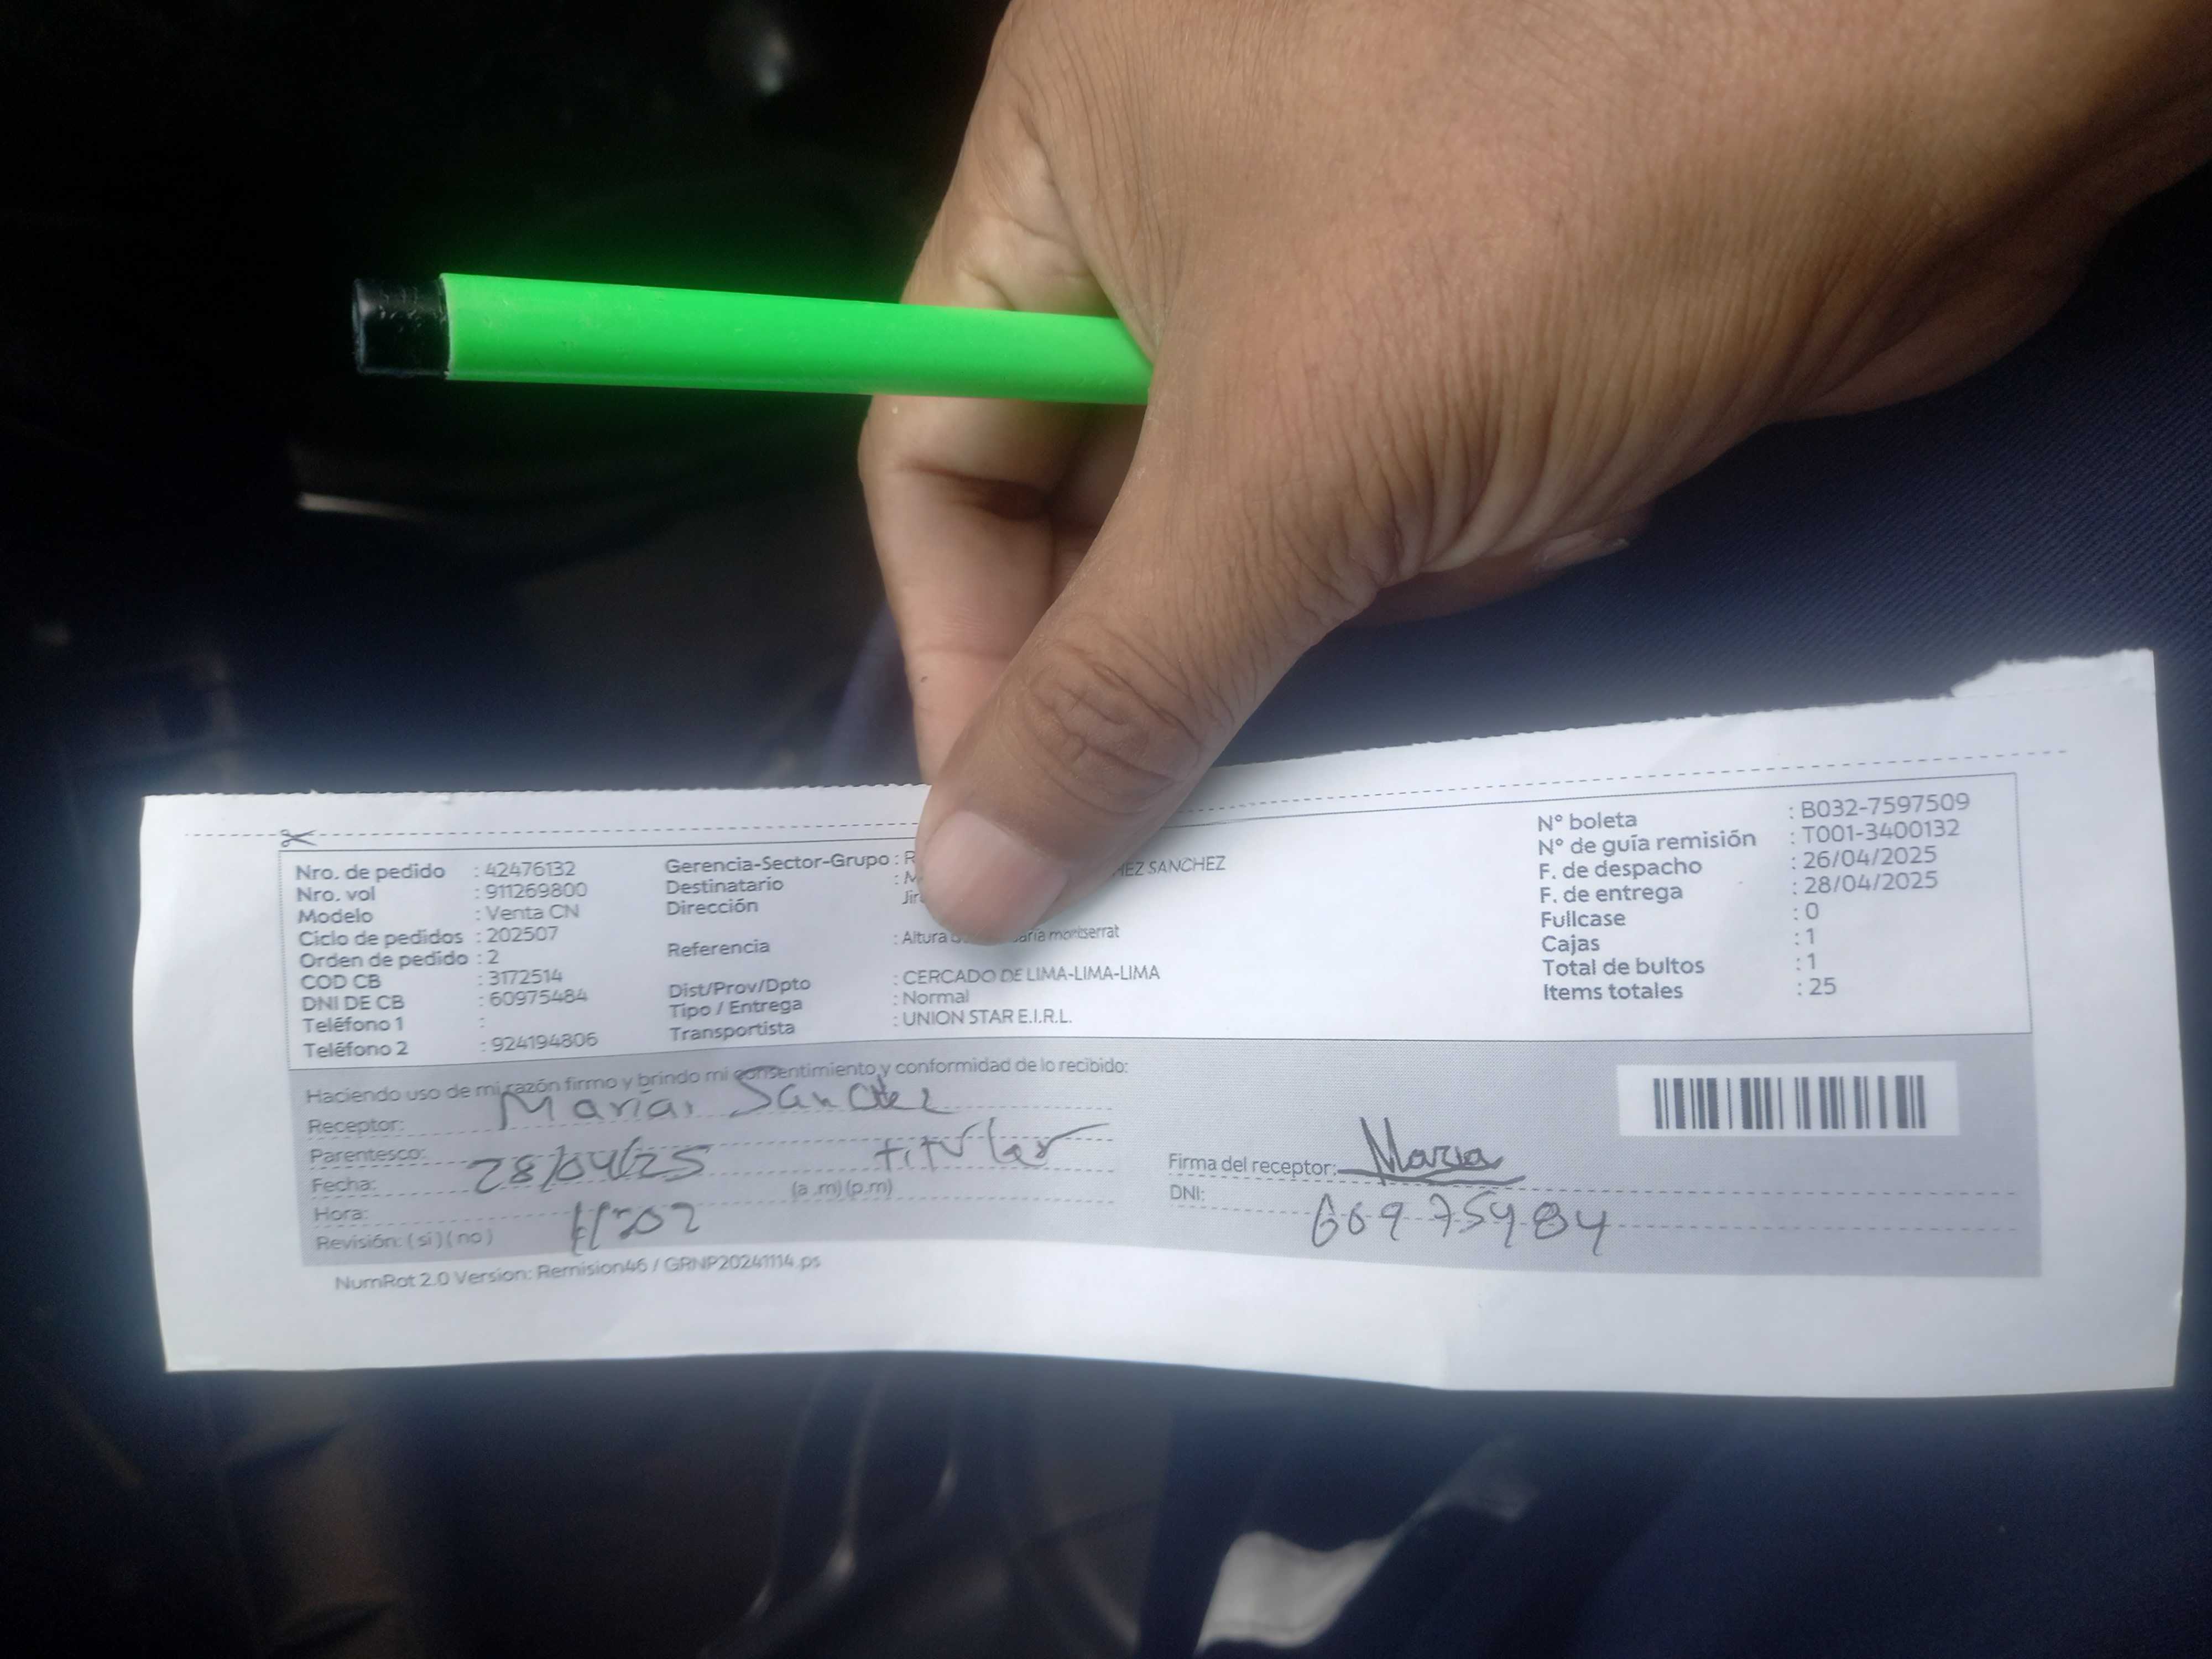 Nro. de pedido : 42476132
Nro. vol : 911269800
Modelo : Venta CN
Ciclo de pedidos : 202507
Orden de pedido : 2
COD CB : 3172514
DNI DE CB : 60975484
Teléfono 1 :
Teléfono 2 : 924194806
Gerencia-Sector-Grupo :
Destinatario : SANCHEZ
Dirección
Referencia : Altura montserrat
Dist/Prov/Dpto : CERCADO DE LIMA-LIMA-LIMA
Tipo / Entrega : Normal
Transportista : UNION STAR E.I.R.L.
N° boleta : B032-7597509
N° de guía remisión : T001-3400132
F. de despacho : 26/04/2025
F. de entrega : 28/04/2025
Fullcase : 0
Cajas : 1
Total de bultos : 1
Items totales : 25
Haciendo uso de mi razón firmo y brindo mi consentimiento y conformidad de lo recibido:
Receptor: Maria Sanchez
Parentesco: titular
Fecha: 28/04/25 (a .m) (p.m)
Hora: 11:02
Revisión: ( si ) ( no )
Firma del receptor: Maria
DNI: 60975484
NumRot 2.0 Version: Remision46 / GRNP20241114.ps